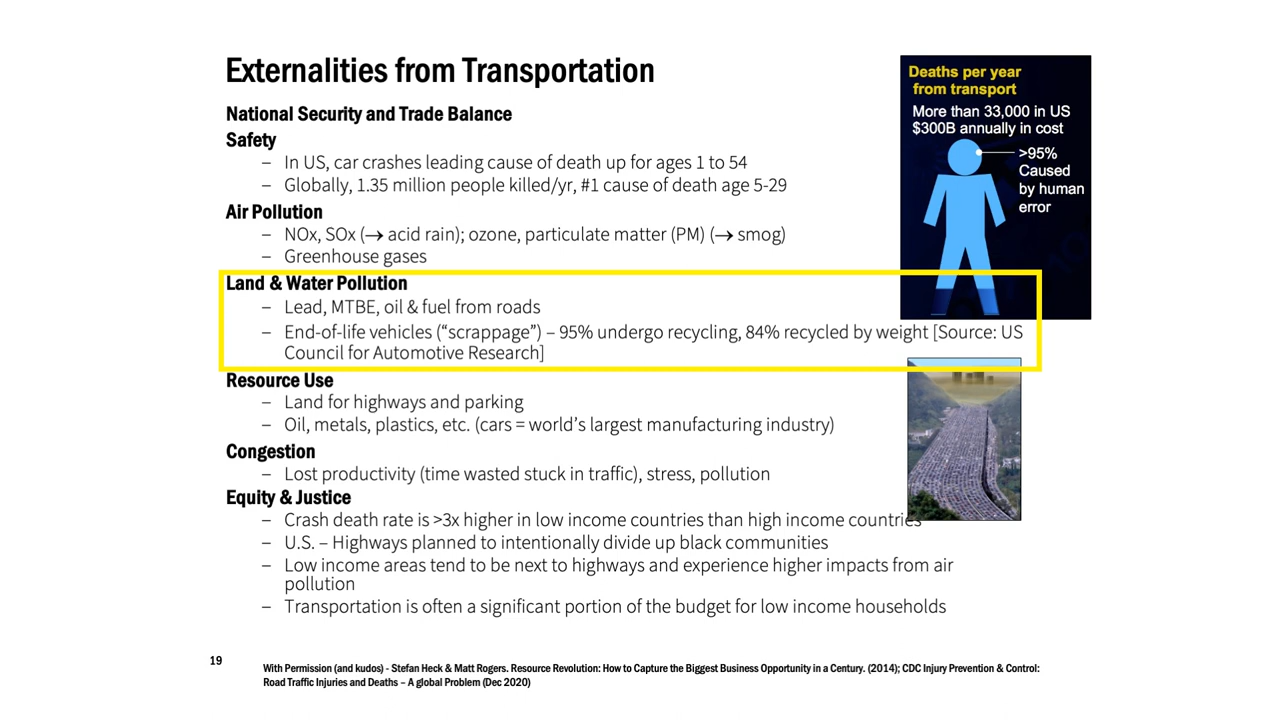 Externalities from Transportation
National Security and Trade Balance
Safety
– In US, car crashes leading cause of death up for ages 1 to 54
– Globally, 1.35 million people killed/yr, #1 cause of death age 5-29
Air Pollution
– NOx, SOx (→ acid rain); ozone, particulate matter (PM) (→ smog)
– Greenhouse gases
Land & Water Pollution
– Lead, MTBE, oil & fuel from roads
– End-of-life vehicles (“scrappage”) – 95% undergo recycling, 84% recycled by weight [Source: US
Council for Automotive Research]
Resource Use
– Land for highways and parking
– Oil, metals, plastics, etc. (cars = world’s largest manufacturing industry)
Congestion
– Lost productivity (time wasted stuck in traffic), stress, pollution
Equity & Justice
– Crash death rate is >3x higher in low income countries than high income countries
– U.S. – Highways planned to intentionally divide up black communities
– Low income areas tend to be next to highways and experience higher impacts from air
pollution
– Transportation is often a significant portion of the budget for low income households
Deaths per year
from transport
More than 33,000 in US
$300B annually in cost
>95%
Caused
by human
error
19
With Permission (and kudos) - Stefan Heck & Matt Rogers. Resource Revolution: How to Capture the Biggest Business Opportunity in a Century. (2014); CDC Injury Prevention & Control:
Road Traffic Injuries and Deaths – A global Problem (Dec 2020)